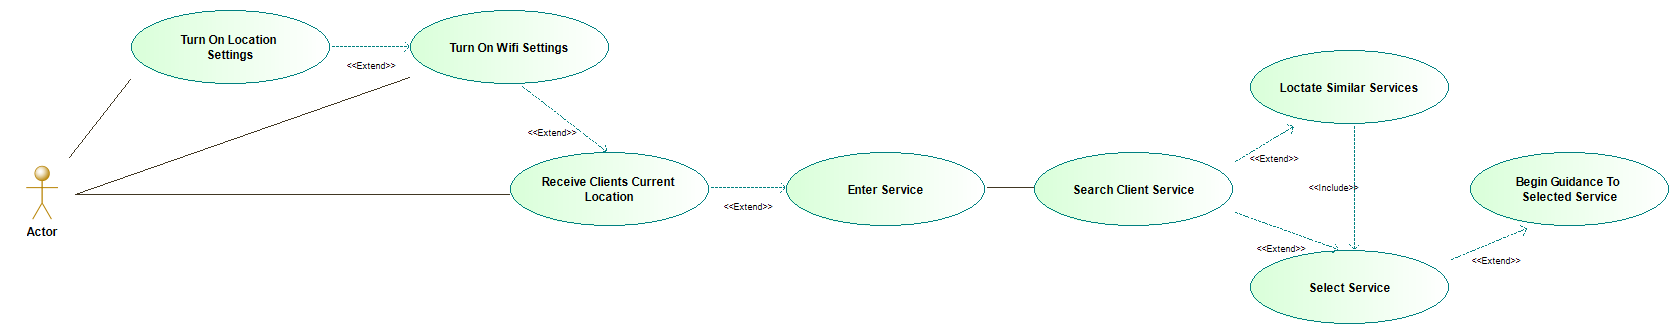 Turn On Location
Settings
<<Extend>>
Turn On Wifi Settings
<<Extend>>
Actor
Receive Clients Current
Location
<<Extend>>
Enter Service
Search Client Service
<<Extend>>
Loctate Similar Services
<<Include>>
<<Extend>>
Select Service
<<Extend>>
Begin Guidance To
Selected Service